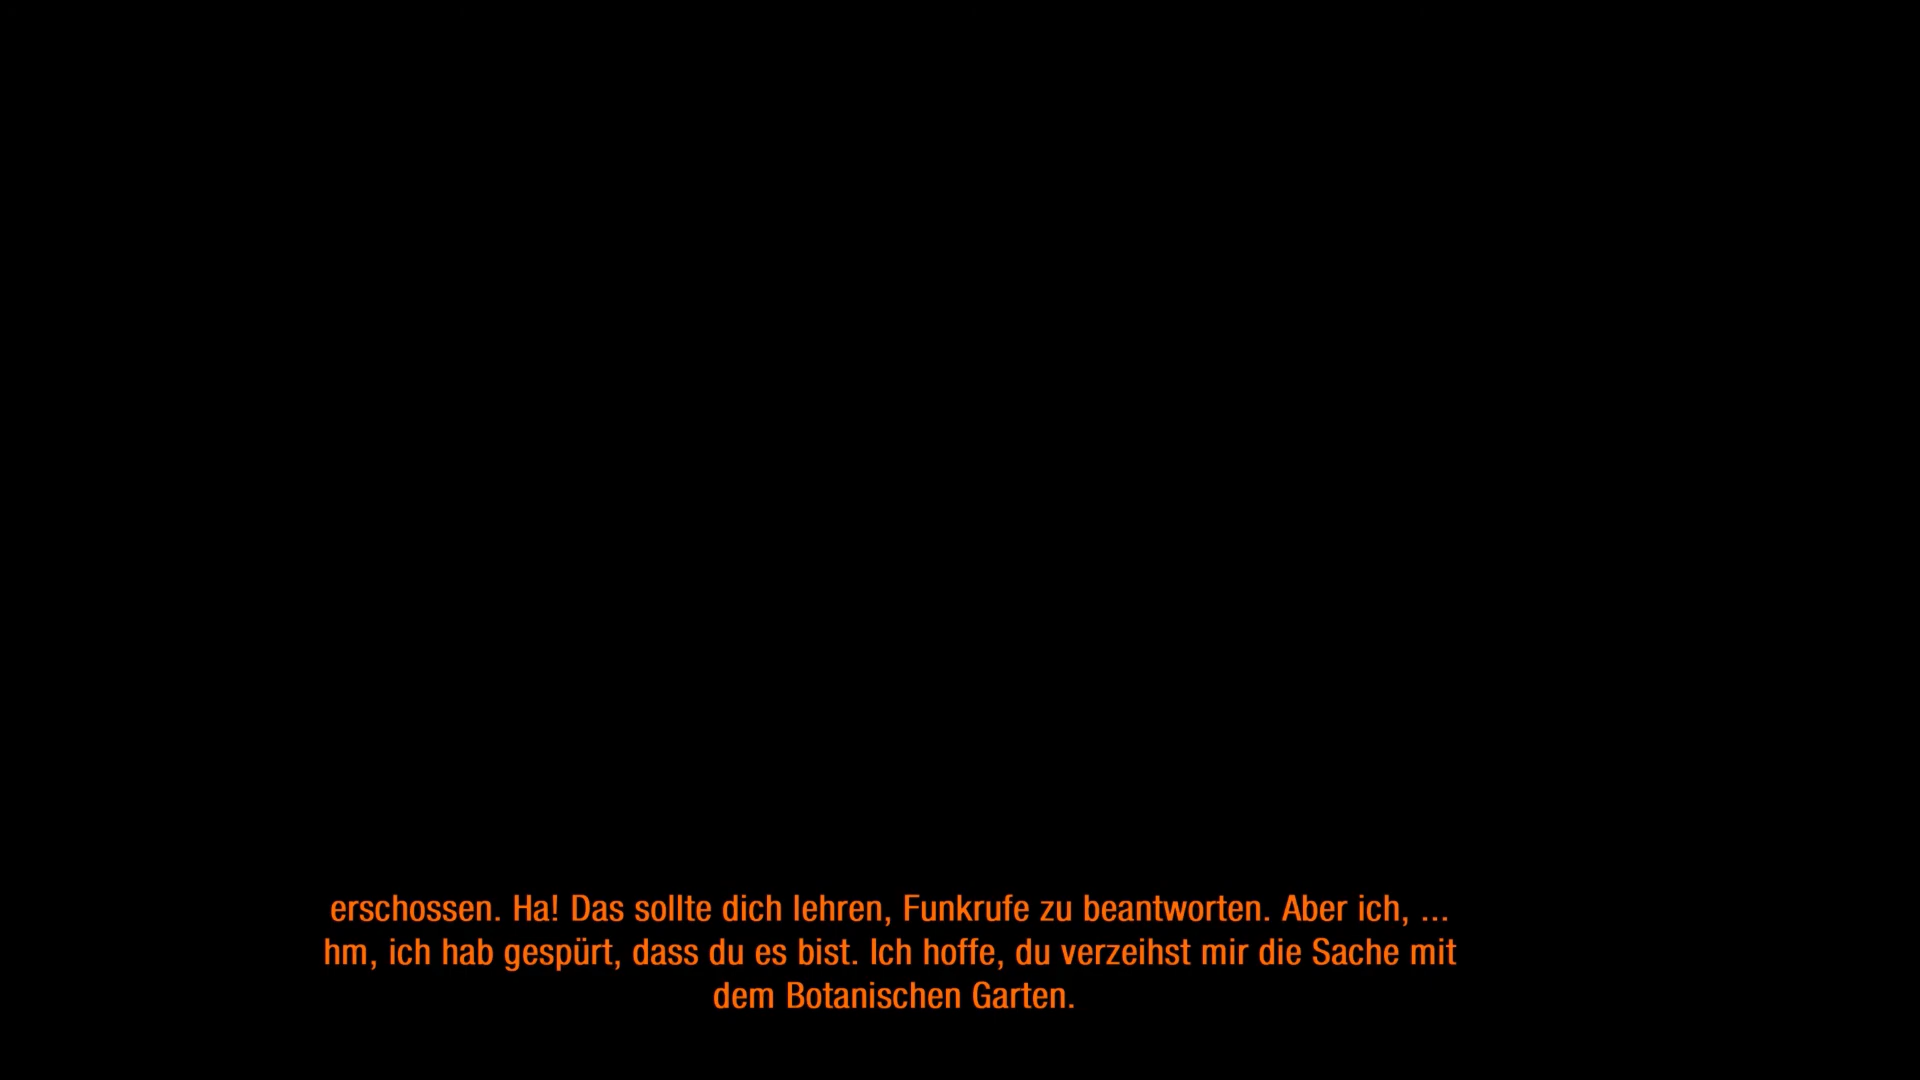 erschossen. Ha! Das sollte dich lehren, Funkrufe zu beantworten. Aber ich, ...
hm, ich hab gespürt, dass du es bist. Ich hoffe, du verzeihst mir die Sache mit
dem Botanischen Garten.